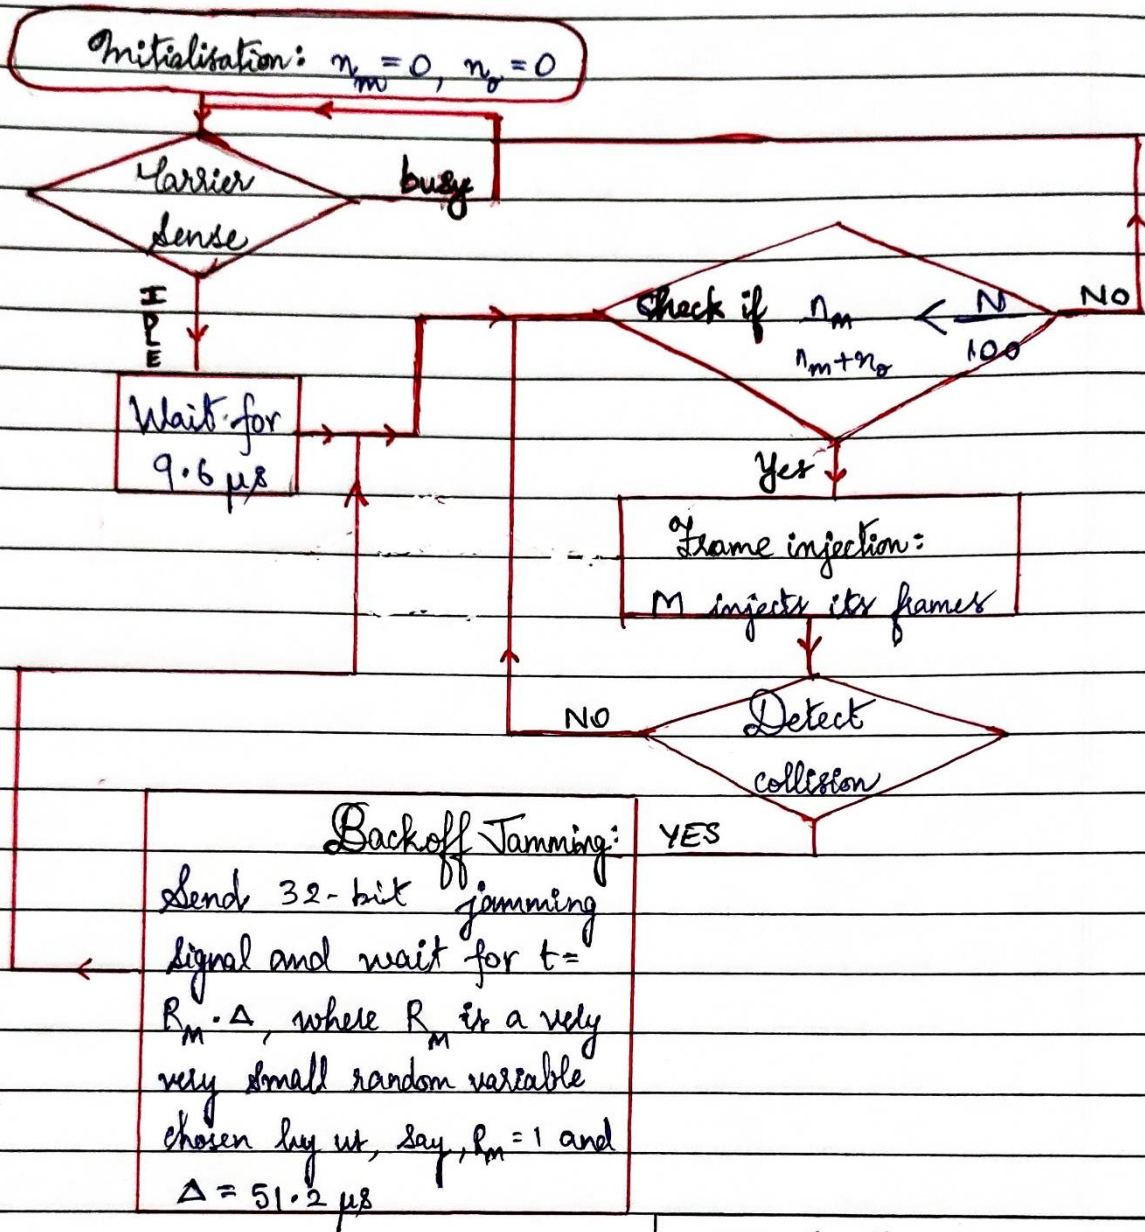 Initialisation: n_m = 0, n_o = 0
Carrier
Sense
busy
IDLE
Wait for
9.6 μs
Check if n_m / n_m + n_o < N / 100
NO
Yes
Frame injection:
M injects its frames
Detect
collision
NO
YES
Backoff Jamming:
Send 32-bit jamming
signal and wait for t=
R_M . Δ, where R_M is a very
very small random variable
chosen by us, say, R_M = 1 and
Δ = 51.2 μs